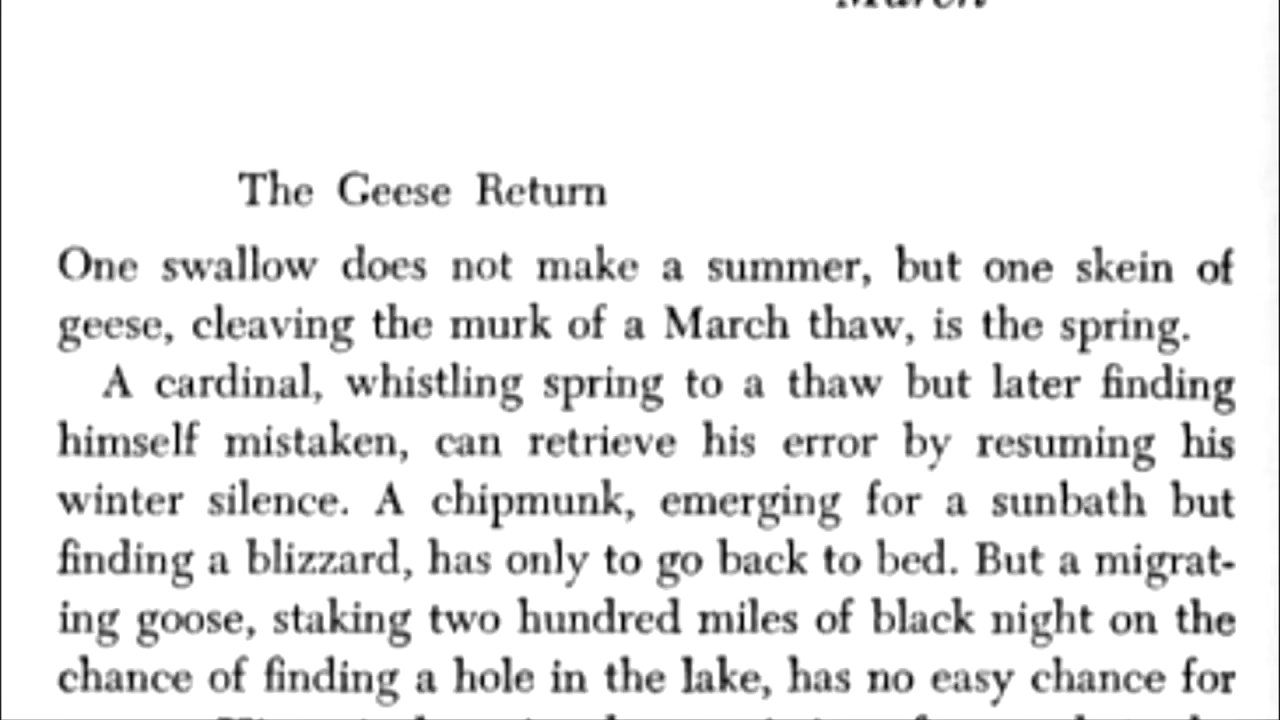 March
The Geese Return
One swallow does not make a summer, but one skein of
geese, cleaving the murk of a March thaw, is the spring.
A cardinal, whistling spring to a thaw but later finding
himself mistaken, can retrieve his error by resuming his
winter silence. A chipmunk, emerging for a sunbath but
finding a blizzard, has only to go back to bed. But a migrat-
ing goose, staking two hundred miles of black night on the
chance of finding a hole in the lake, has no easy chance for